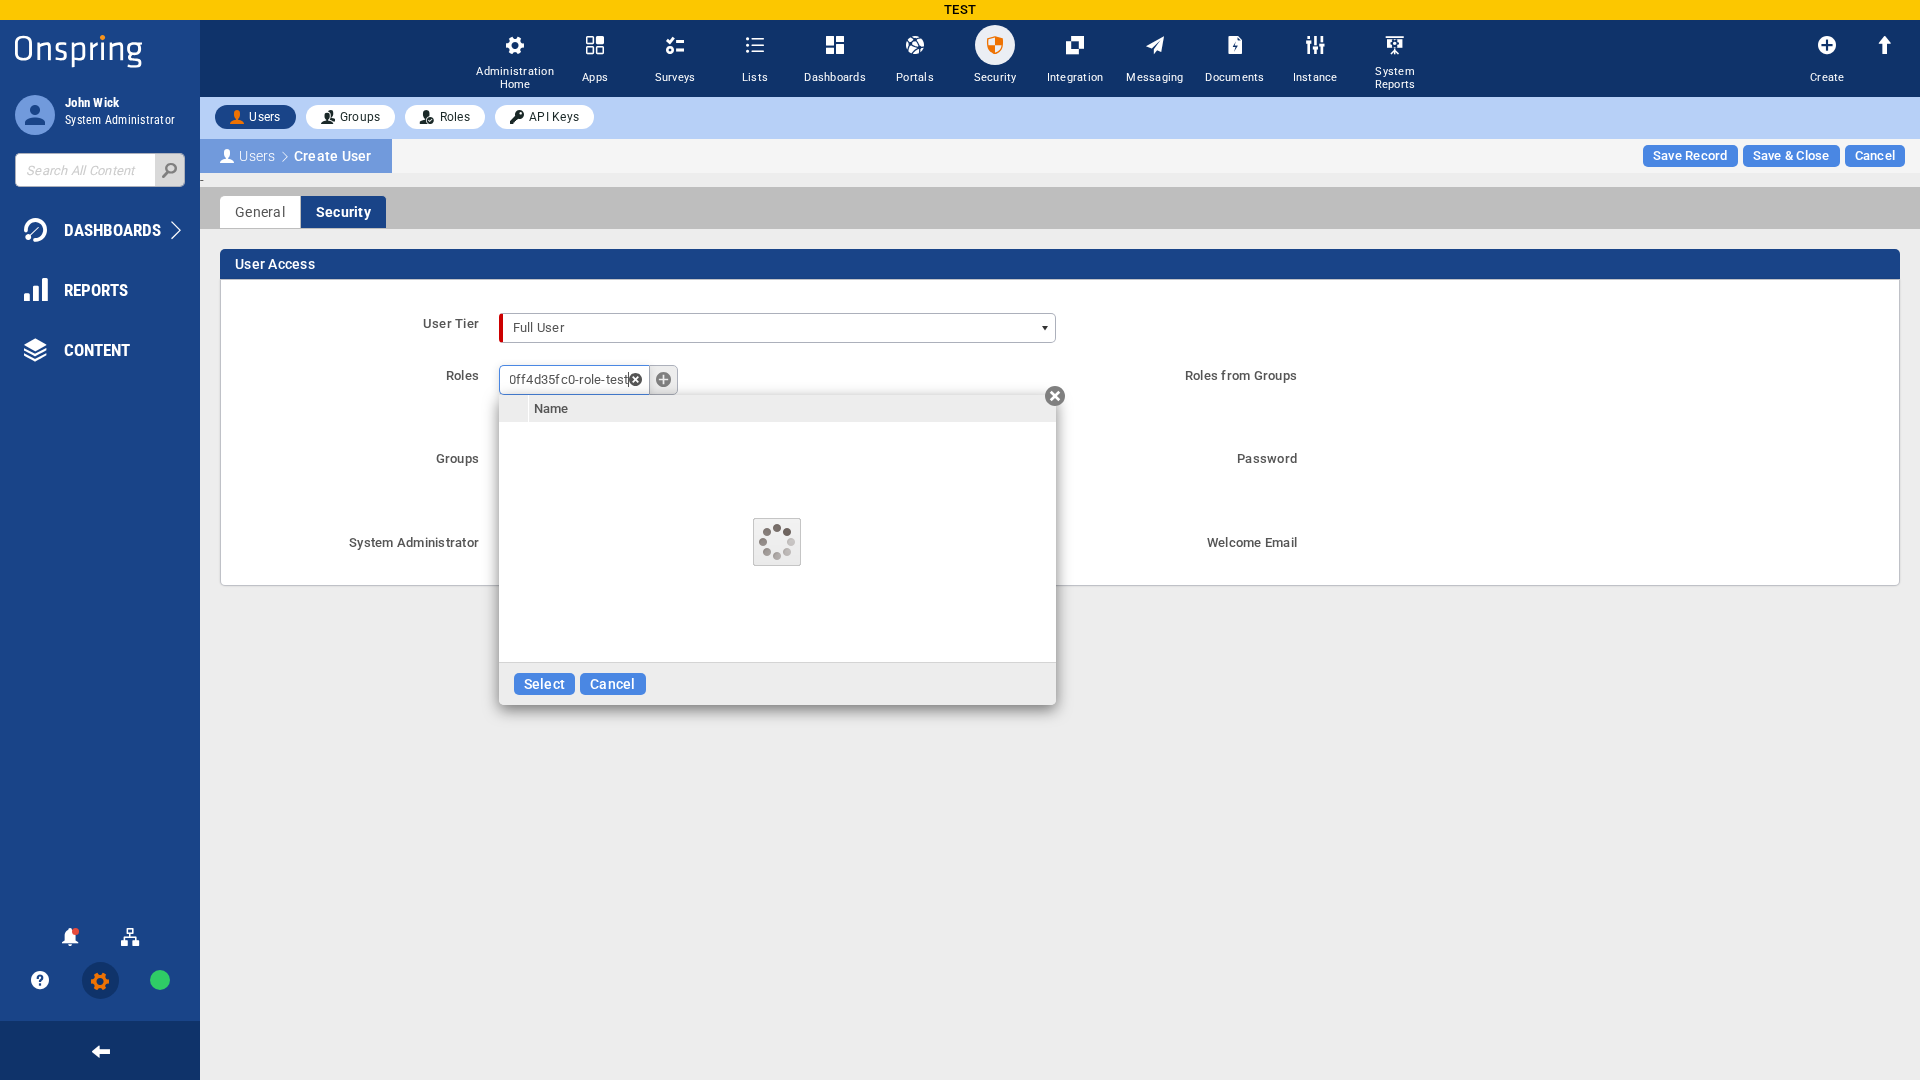 TEST
Onspring
John Wick
System Administrator
Search All Content
DASHBOARDS
REPORTS
CONTENT
Administration Home
Apps
Surveys
Lists
Dashboards
Portals
Security
Integration
Messaging
Documents
Instance
System Reports
Create
Users
Groups
Roles
API Keys
Users
Create User
Save Record
Save & Close
Cancel
General
Security
User Access
User Tier
Full User
Roles
0ff4d35fc0-role-test
Roles from Groups
Name
Groups
Password
System Administrator
Welcome Email
Select
Cancel